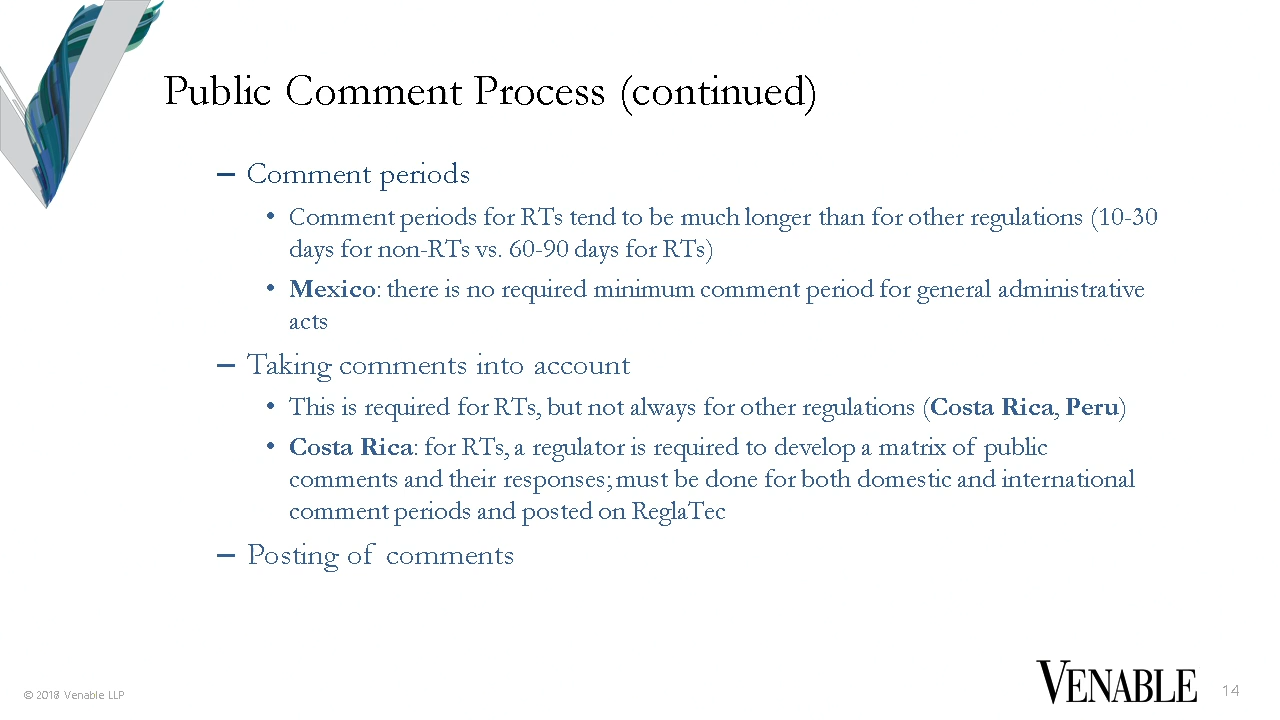 Public Comment Process (continued)
– Comment periods
• Comment periods for RTs tend to be much longer than for other regulations (10-30
days for non-RTs vs. 60-90 days for RTs)
• Mexico: there is no required minimum comment period for general administrative
acts
– Taking comments into account
• This is required for RTs, but not always for other regulations (Costa Rica, Peru)
• Costa Rica: for RTs, a regulator is required to develop a matrix of public
comments and their responses; must be done for both domestic and international
comment periods and posted on ReglaTec
– Posting of comments
© 2018 Venable LLP
VENABLE
14